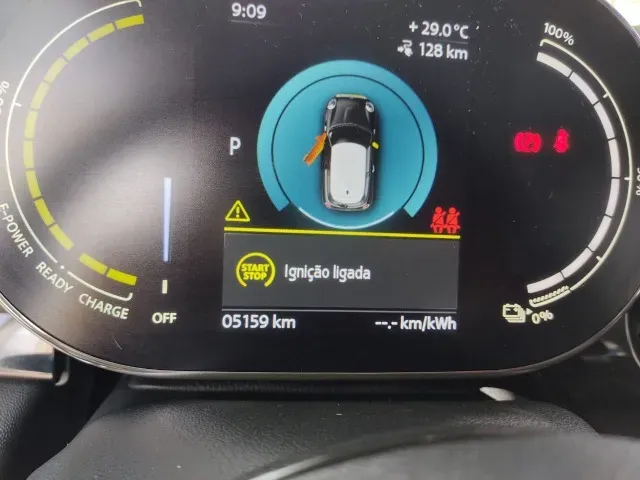 9:09
+ 29.0 °C
128 km
100%
P
E-POWER
READY
CHARGE
OFF
START
STOP
Ignição ligada
05159 km
--.- km/kWh
0%